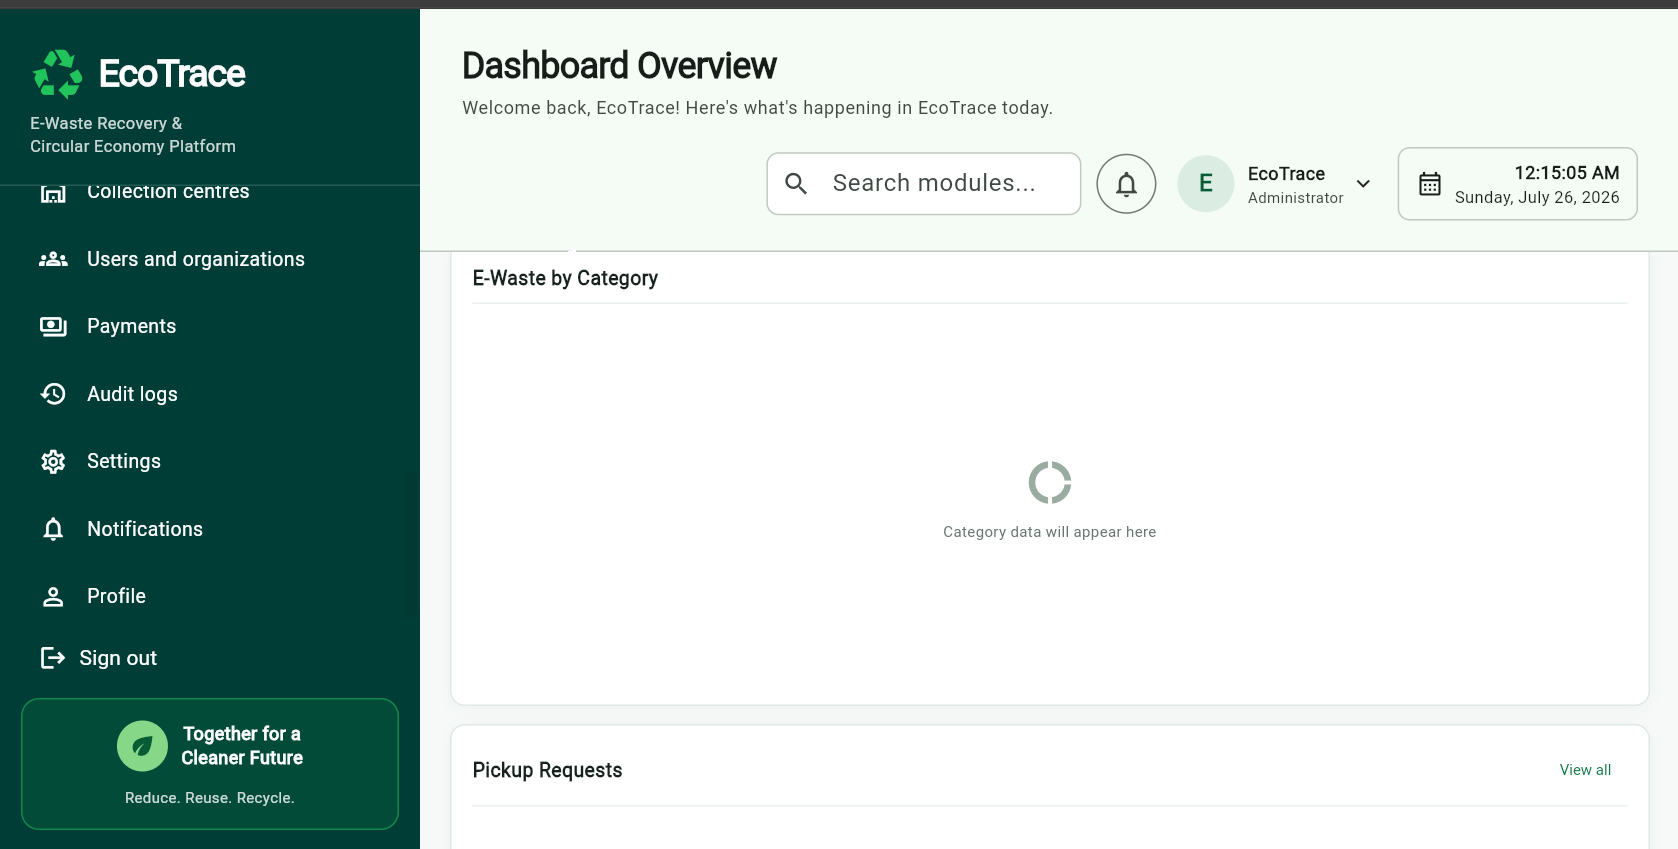 EcoTrace
E-Waste Recovery &
Circular Economy Platform
Collection centres
Users and organizations
Payments
Audit logs
Settings
Notifications
Profile
Sign out
Together for a
Cleaner Future
Reduce. Reuse. Recycle.
Dashboard Overview
Welcome back, EcoTrace! Here's what's happening in EcoTrace today.
Search modules...
E
EcoTrace
Administrator
12:15:05 AM
Sunday, July 26, 2026
E-Waste by Category
Category data will appear here
Pickup Requests
View all